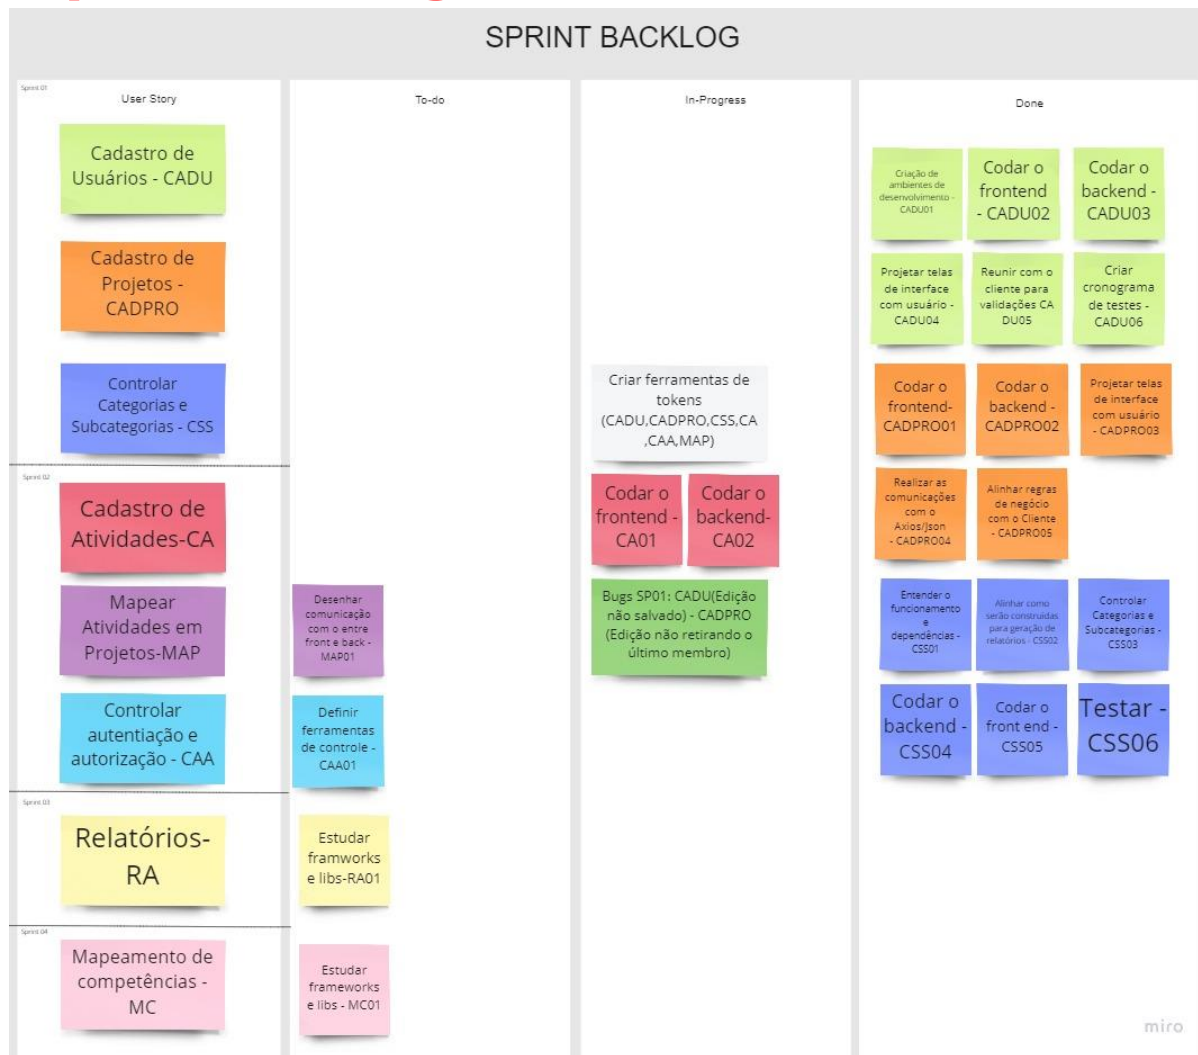 SPRINT BACKLOG
Sprint 01
User Story
To-do
In-Progress
Done
Cadastro de
Usuários - CADU
Criação de
ambientes de
desenvolvimento -
CADU01
Codar o
frontend
- CADU02
Codar o
backend -
CADU03
Cadastro de
Projetos -
CADPRO
Projetar telas
de interface
com usuário -
CADU04
Reunir com o
cliente para
validações CA
DU05
Criar
cronograma
de testes -
CADU06
Controlar
Categorias e
Subcategorias - CSS
Criar ferramentas de
tokens
(CADU,CADPRO,CSS,CA
,CAA,MAP)
Codar o
frontend-
CADPRO01
Codar o
backend -
CADPRO02
Projetar telas
de interface
com usuário
- CADPRO03
Sprint 02
Cadastro de
Atividades-CA
Codar o
frontend -
CA01
Codar o
backend-
CA02
Realizar as
comunicações
com o
Axios/Json
- CADPRO04
Alinhar regras
de negócio
com o Cliente
- CADPRO05
Mapear
Atividades em
Projetos-MAP
Desenhar
comunicação
com o entre
front e back -
MAP01
Bugs SP01: CADU(Edição
não salvado) - CADPRO
(Edição não retirando o
último membro)
Entender o
funcionamento
e
dependências -
CSS01
Alinhar como
serão construidas
para geração de
relatórios - CSS02
Controlar
Categorias e
Subcategorias -
CSS03
Controlar
autentiação e
autorização - CAA
Definir
ferramentas
de controle -
CAA01
Codar o
backend -
CSS04
Codar o
front end -
CSS05
Testar -
CSS06
Sprint 03
Relatórios-
RA
Estudar
framworks
e libs-RA01
Sprint 04
Mapeamento de
competências -
MC
Estudar
frameworks
e libs - MC01
miro